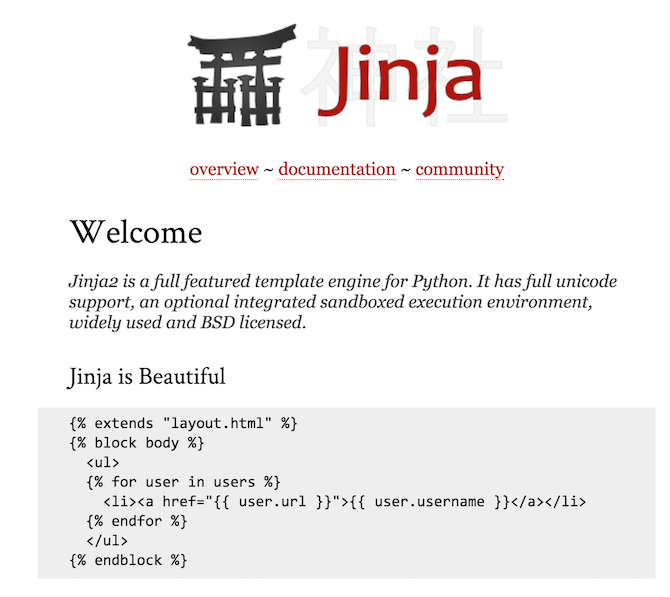 神社
Jinja
overview ~ documentation ~ community
Welcome
Jinja2 is a full featured template engine for Python. It has full unicode
support, an optional integrated sandboxed execution environment,
widely used and BSD licensed.
Jinja is Beautiful
{% extends "layout.html" %}
{% block body %}
  <ul>
  {% for user in users %}
    <li><a href="{{ user.url }}">{{ user.username }}</a></li>
  {% endfor %}
  </ul>
{% endblock %}